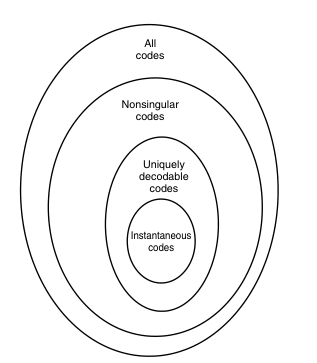 All
codes
Nonsingular
codes
Uniquely
decodable
codes
Instantaneous
codes